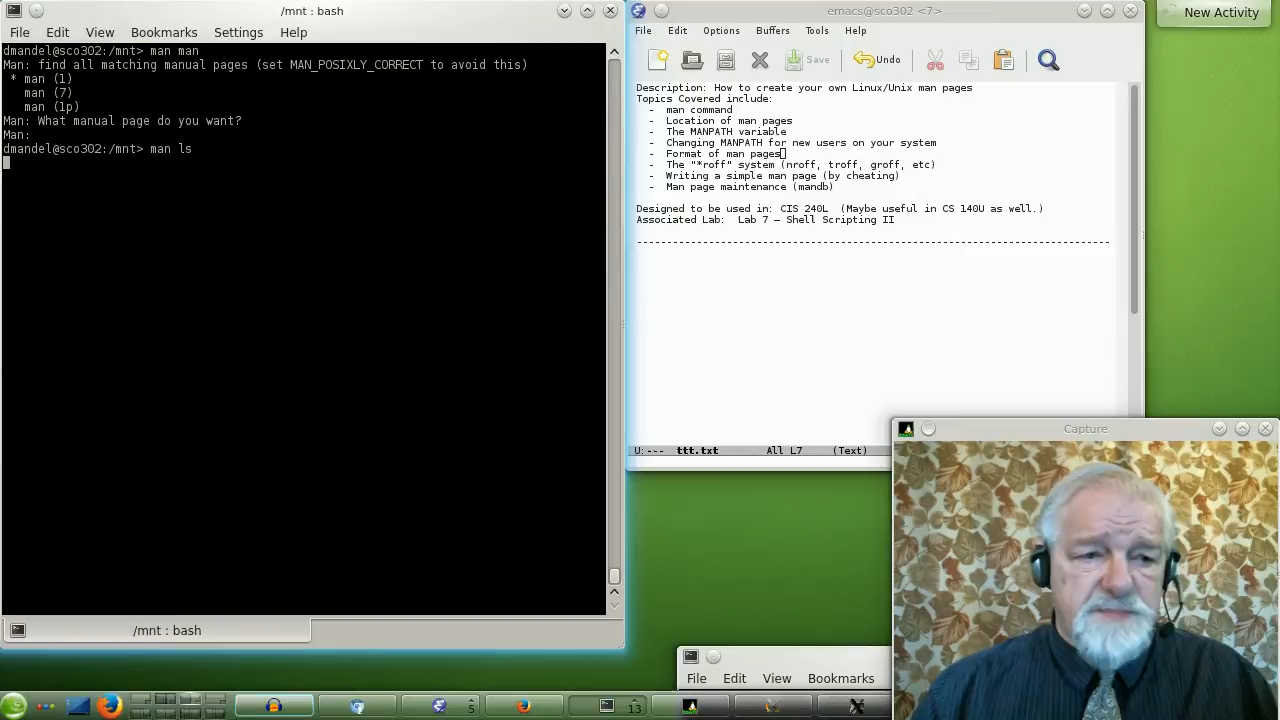 /mnt : bash
File Edit View Bookmarks Settings Help
dmandel@sco302:/mnt> man man
Man: find all matching manual pages (set MAN_POSIXLY_CORRECT to avoid this)
* man (1)
man (7)
man (1p)
Man: What manual page do you want?
Man:
dmandel@sco302:/mnt> man ls
/mnt : bash
emacs@sco302 <7>
File Edit Options Buffers Tools Help
Save Undo
Description: How to create your own Linux/Unix man pages
Topics Covered include:
- man command
- Location of man pages
- The MANPATH variable
- Changing MANPATH for new users on your system
- Format of man pages
- The "*roff" system (nroff, troff, groff, etc)
- Writing a simple man page (by cheating)
- Man page maintenance (mandb)
Designed to be used in: CIS 240L (Maybe useful in CS 140U as well.)
Associated Lab: Lab 7 – Shell Scripting II
--------------------------------------------------------------------------------
U:--- ttt.txt All L7 (Text)
New Activity
Capture
File Edit View Bookmarks
5
13